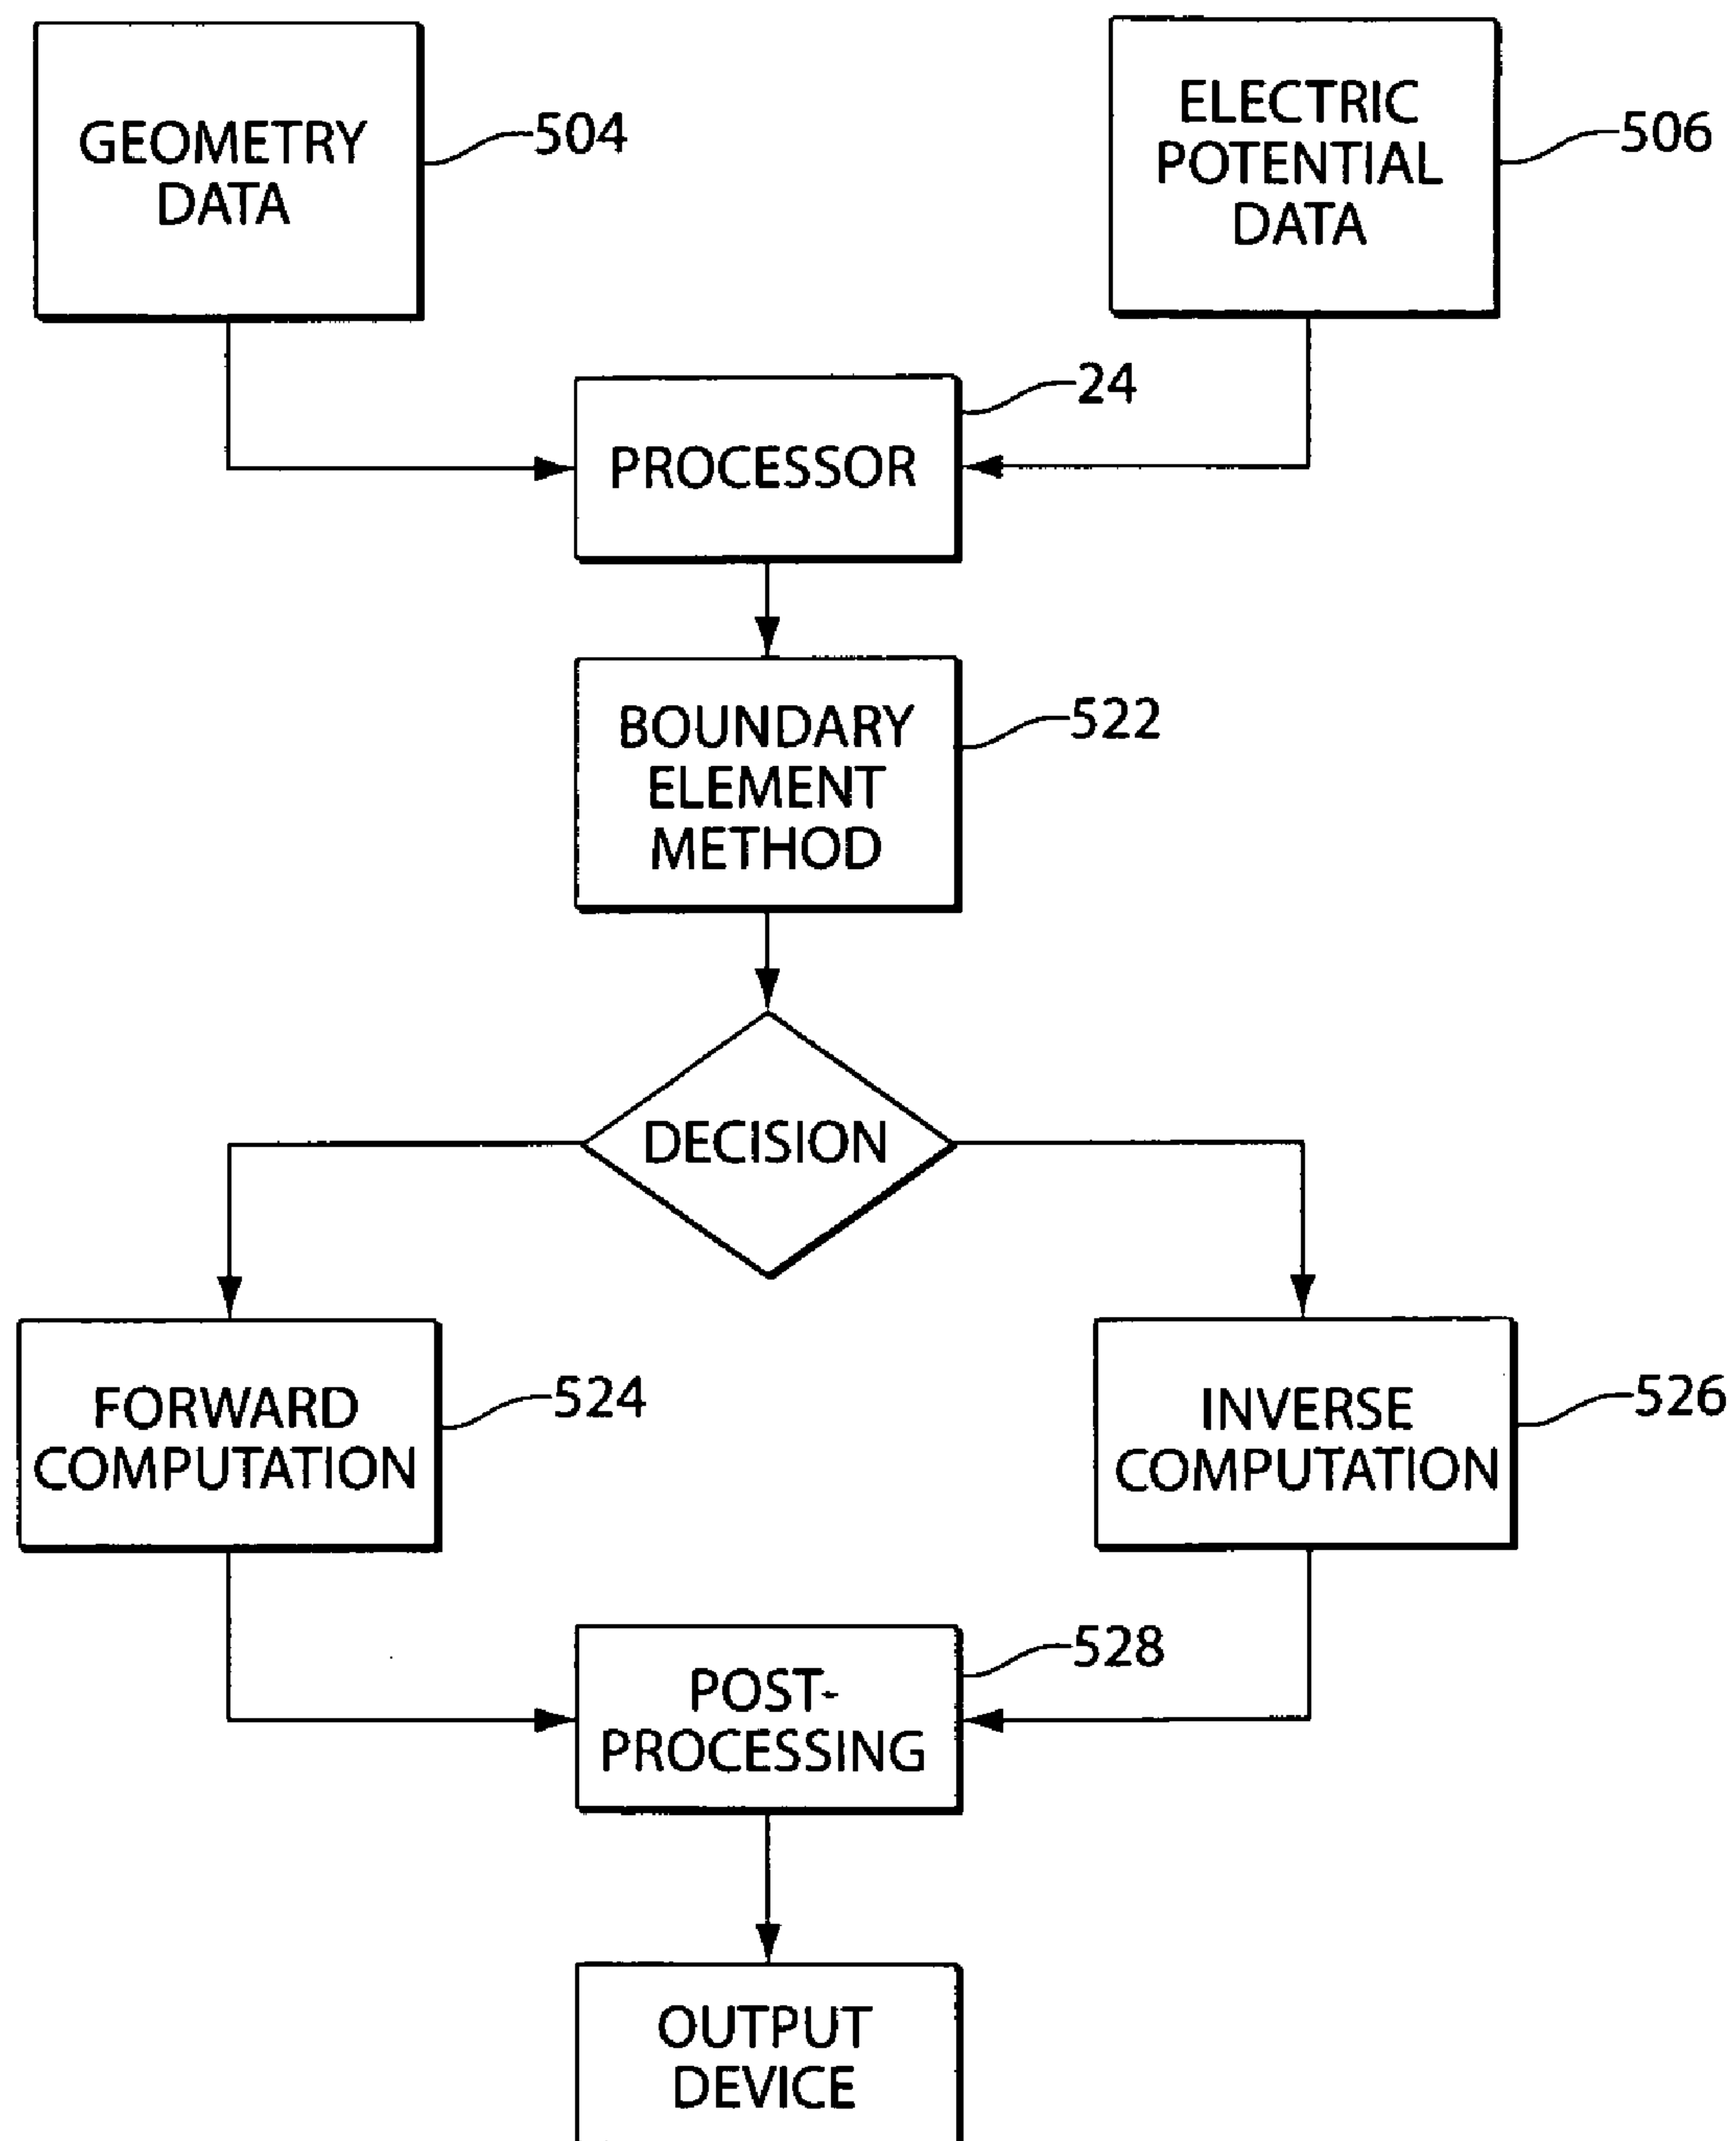 GEOMETRY
DATA
504
ELECTRIC
POTENTIAL
DATA
506
PROCESSOR
24
BOUNDARY
ELEMENT
METHOD
522
DECISION
FORWARD
COMPUTATION
524
INVERSE
COMPUTATION
526
POST-
PROCESSING
528
OUTPUT
DEVICE